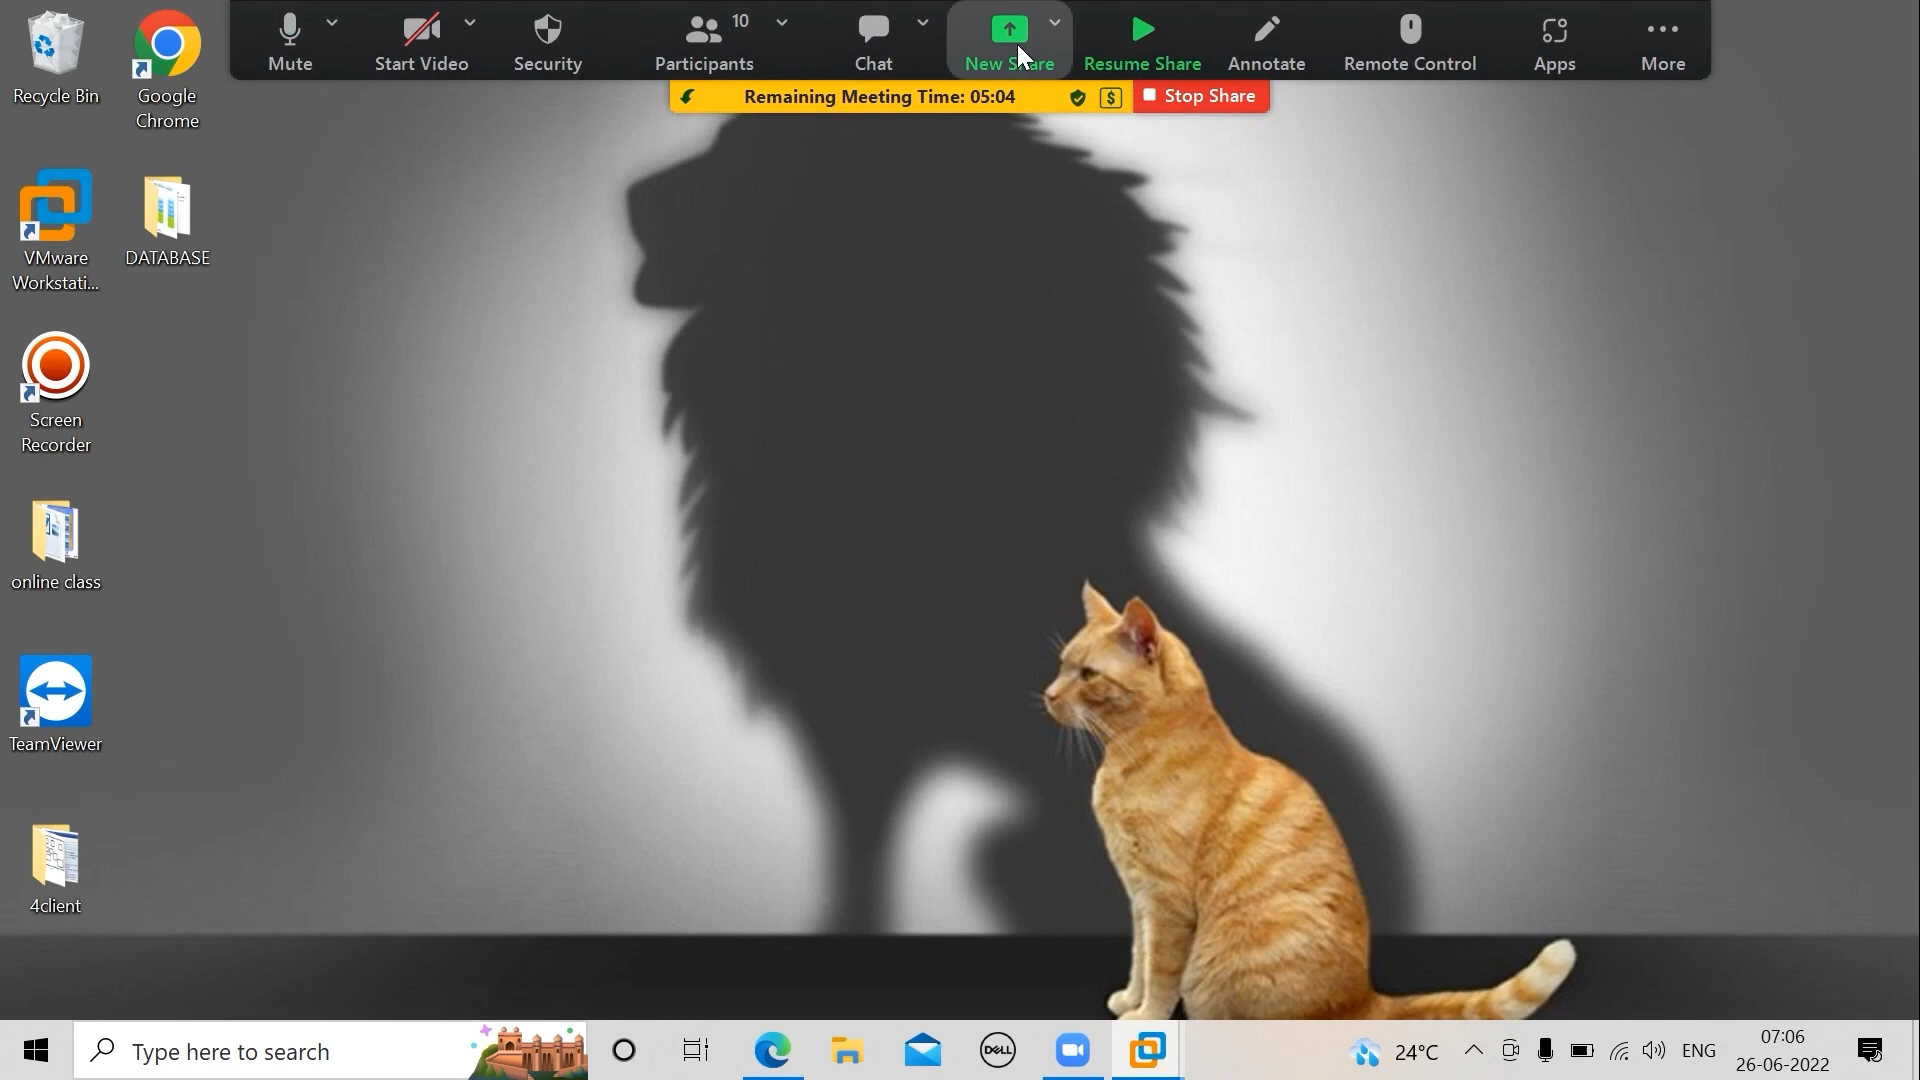 Mute
Start Video
Security
10
Participants
Chat
New Share
Resume Share
Annotate
Remote Control
Apps
More
Remaining Meeting Time: 05:04
$
Stop Share
Recycle Bin
Google
Chrome
VMware
Workstati...
DATABASE
Screen
Recorder
online class
TeamViewer
4client
Type here to search
DELL
24°C
ENG
07:06
26-06-2022